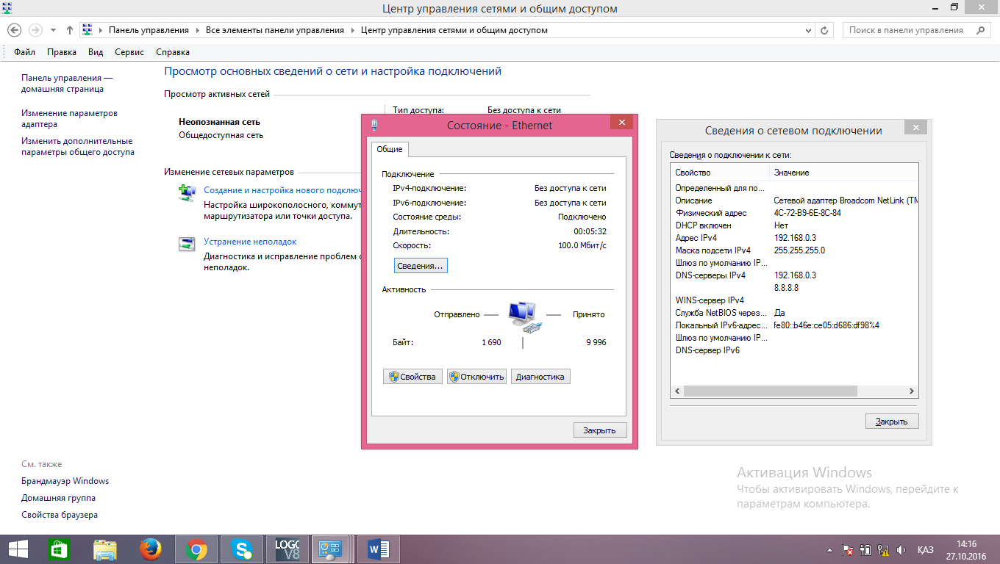 Центр управления сетями и общим доступом
Панель управления
Все элементы панели управления
Центр управления сетями и общим доступом
Поиск в панели управления
Файл Правка Вид Сервис Справка
Панель управления —
домашняя страница
Изменение параметров
адаптера
Изменить дополнительные
параметры общего доступа
Просмотр основных сведений о сети и настройка подключений
Просмотр активных сетей
Неопознанная сеть
Общедоступная сеть
Тип доступа: Без доступа к сети
Изменение сетевых параметров
Создание и настройка нового подключ
Настройка широкополосного, коммут
маршрутизатора или точки доступа.
Устранение неполадок
Диагностика и исправление проблем с
неполадок.
См. также
Брандмауэр Windows
Домашняя группа
Свойства браузера
Состояние - Ethernet
Общие
Подключение
IPv4-подключение: Без доступа к сети
IPv6-подключение: Без доступа к сети
Состояние среды: Подключено
Длительность: 00:05:32
Скорость: 100.0 Мбит/с
Сведения...
Активность
Отправлено — — Принято
Байт: 1 690 9 996
Свойства Отключить Диагностика
Закрыть
Сведения о сетевом подключении
Сведения о подключении к сети:
Свойство Значение
Определенный для по...
Описание Сетевой адаптер Broadcom NetLink (TM
Физический адрес 4C-72-B9-6E-8C-84
DHCP включен Нет
Адрес IPv4 192.168.0.3
Маска подсети IPv4 255.255.255.0
Шлюз по умолчанию IP...
DNS-серверы IPv4 192.168.0.3
8.8.8.8
WINS-сервер IPv4
Служба NetBIOS через... Да
Локальный IPv6-адрес... fe80::b46e:ce05:d686:df98%4
Шлюз по умолчанию IP...
DNS-сервер IPv6
Закрыть
Активация Windows
Чтобы активировать Windows, перейдите к
параметрам компьютера.
LOGO
V8
ҚАЗ
14:16
27.10.2016